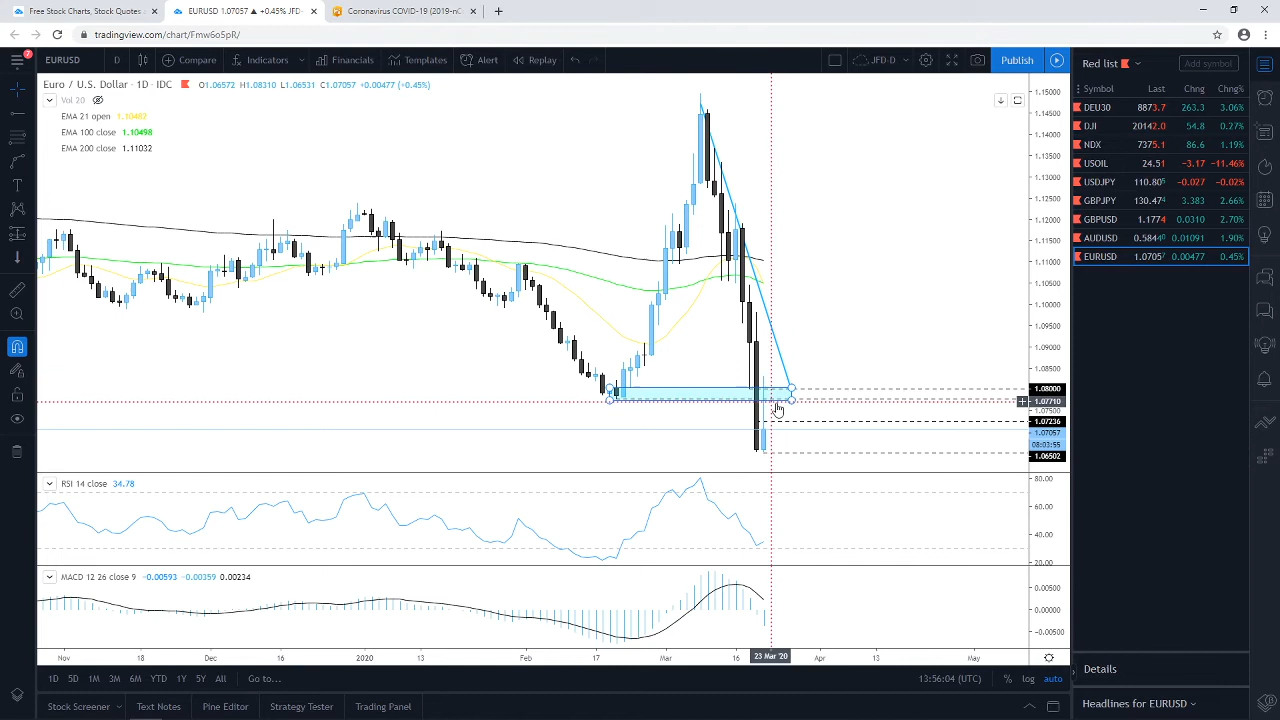 Free Stock Charts, Stock Quotes a
EURUSD 1.07057 ▲ +0.45% JFD-
Coronavirus COVID-19 (2019-nC
tradingview.com/chart/Fmw6o5pY/
7
EURUSD D Compare Indicators Financials Templates Alert Replay JFD-D Publish
Euro / U.S. Dollar · 1D · IDC O1.06572 H1.08310 L1.06531 C1.07057 +0.00477 (+0.45%)
Vol 20
EMA 21 open 1.10482
EMA 100 close 1.10498
EMA 200 close 1.11032
1.15000
1.14500
1.14000
1.13500
1.13000
1.12500
1.12000
1.11500
1.11000
1.10500
1.10000
1.09500
1.09000
1.08500
1.08000
1.07710
1.07500
1.07236
1.07057
08:03:55
1.06502
RSI 14 close 34.78
80.00
60.00
40.00
20.00
MACD 12 26 close 9 -0.00593 -0.00359 0.00234
0.00500
0.00000
-0.00500
Nov 18 Dec 16 2020 13 Feb 17 Mar 16 23 Mar '20 Apr 13 May
1D 5D 1M 3M 6M YTD 1Y 5Y All Go to... 13:56:04 (UTC) % log auto
Stock Screener Text Notes Pine Editor Strategy Tester Trading Panel
Red list Add symbol
Symbol Last Chng Chng%
DEU30 8873.7 263.3 3.06%
DJI 20142.0 54.8 0.27%
NDX 7375.1 86.6 1.19%
USOIL 24.51 -3.17 -11.46%
USDJPY 110.805 -0.027 -0.02%
GBPJPY 130.474 3.383 2.66%
GBPUSD 1.1774 0.0310 2.70%
AUDUSD 0.58440 0.01091 1.90%
EURUSD 1.07057 0.00477 0.45%
Details
Headlines for EURUSD